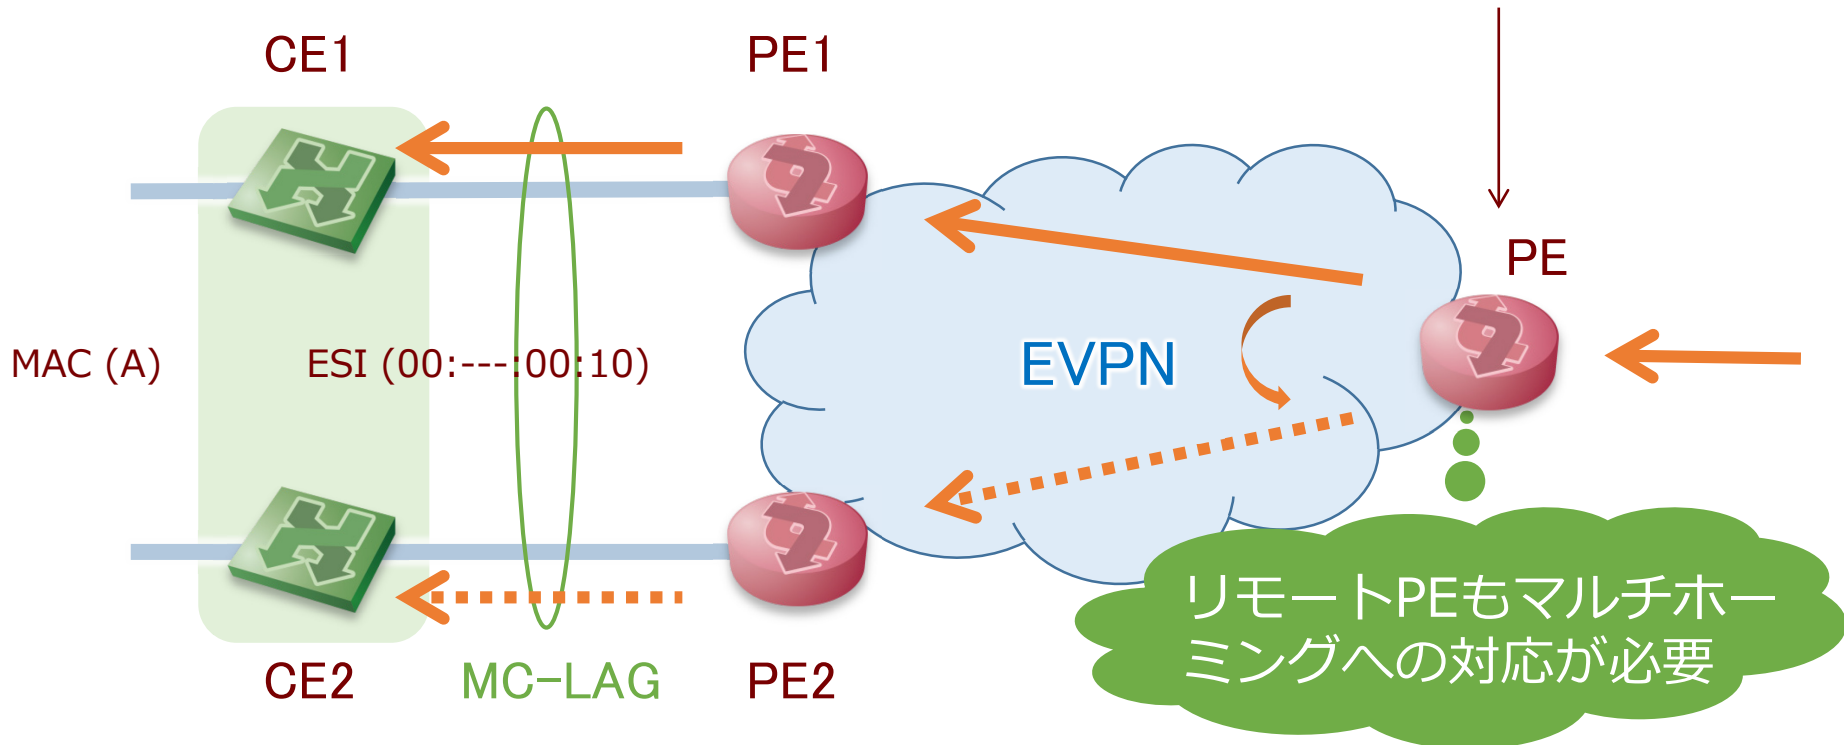 CE1
PE1
PE
MAC (A)
ESI (00:---:00:10)
EVPN
リモートPEもマルチホー
ミングへの対応が必要
CE2
MC-LAG
PE2